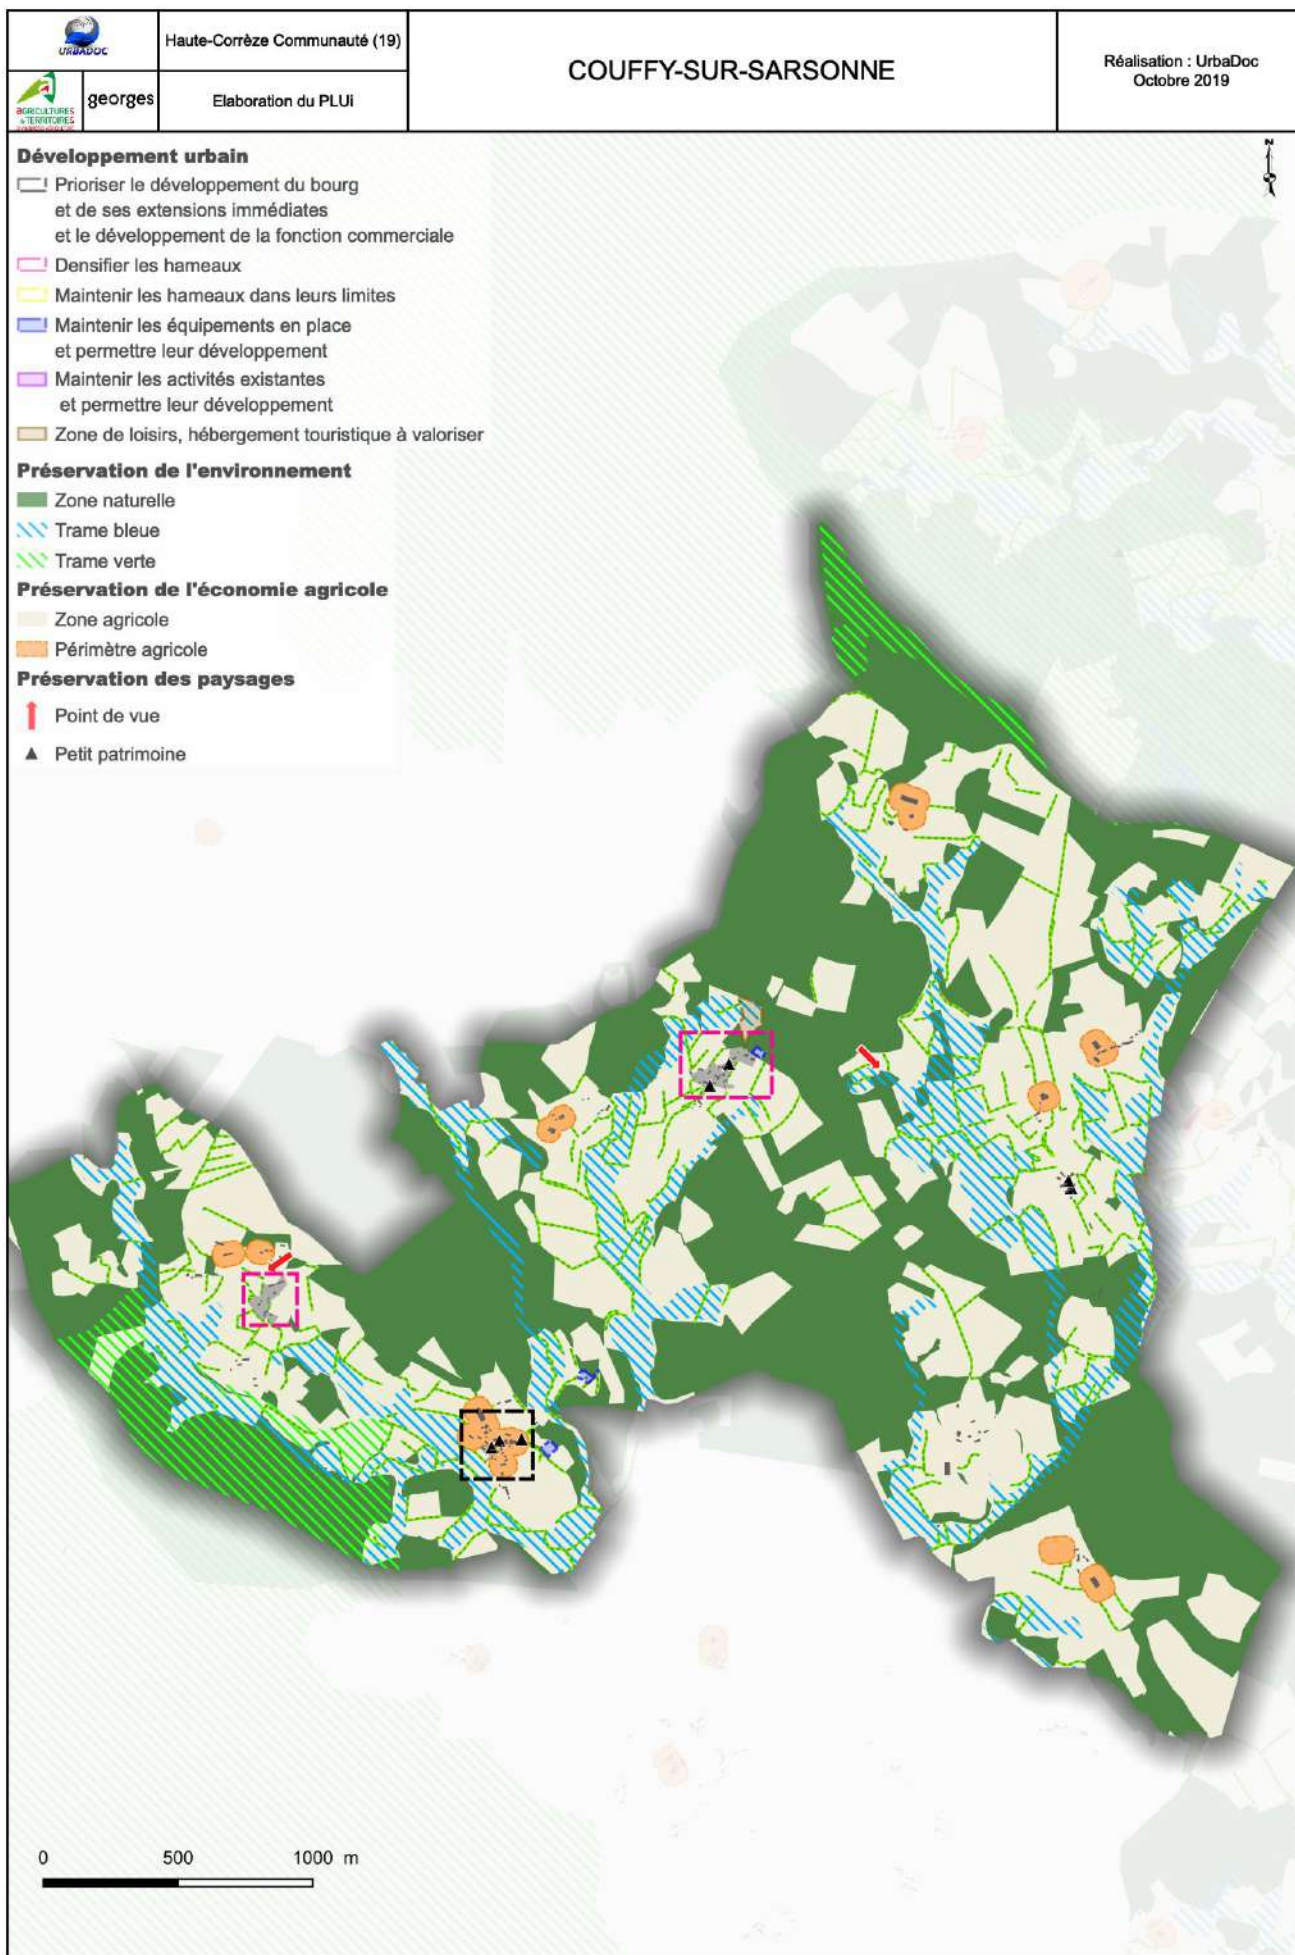 URBADOC
Haute-Corrèze Communauté (19)
COUFFY-SUR-SARSONNE
Réalisation : UrbaDoc
Octobre 2019
AGRICULTURES
& TERRITOIRES
georges
Elaboration du PLUi
Développement urbain
Prioriser le développement du bourg
et de ses extensions immédiates
et le développement de la fonction commerciale
Densifier les hameaux
Maintenir les hameaux dans leurs limites
Maintenir les équipements en place
et permettre leur développement
Maintenir les activités existantes
et permettre leur développement
Zone de loisirs, hébergement touristique à valoriser
Préservation de l'environnement
Zone naturelle
Trame bleue
Trame verte
Préservation de l'économie agricole
Zone agricole
Périmètre agricole
Préservation des paysages
Point de vue
Petit patrimoine
N
0 500 1000 m